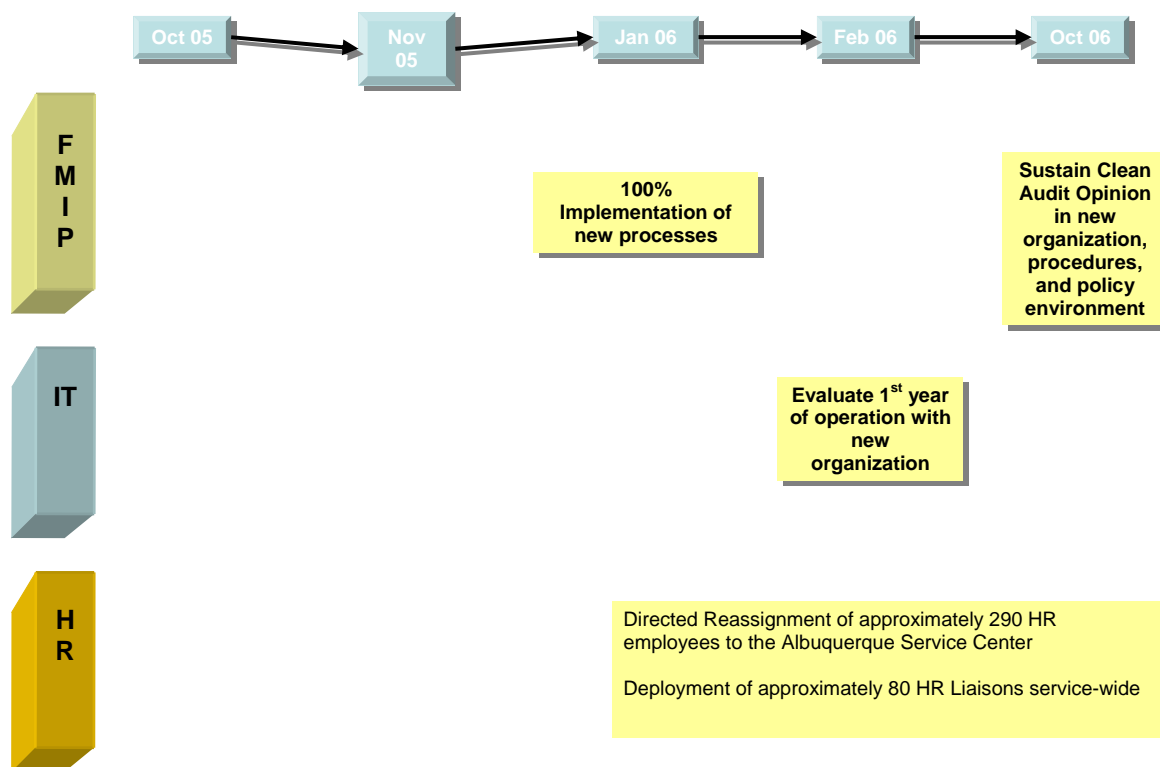 Oct 05
Nov
05
Jan 06
Feb 06
Oct 06
F
M
I
P
100%
Implementation of
new processes
Sustain Clean
Audit Opinion
in new
organization,
procedures,
and policy
environment
IT
Evaluate 1st year
of operation with
new
organization
H
R
Directed Reassignment of approximately 290 HR
employees to the Albuquerque Service Center
Deployment of approximately 80 HR Liaisons service-wide